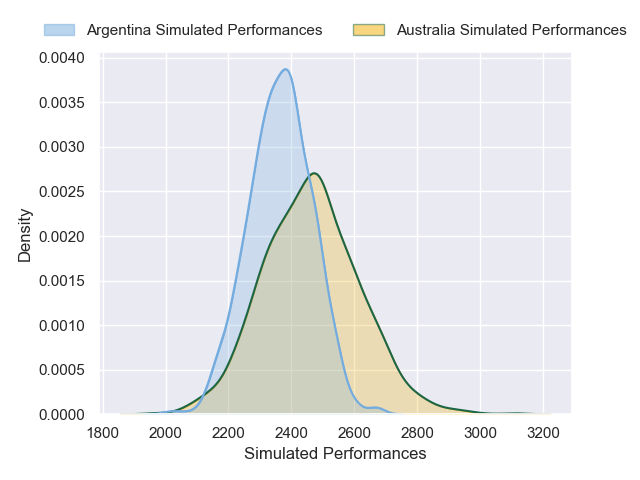 Argentina Simulated Performances
Australia Simulated Performances
0.0040
0.0035
0.0030
0.0025
0.0020
0.0015
0.0010
0.0005
0.0000
Density
1800 2000 2200 2400 2600 2800 3000 3200
Simulated Performances